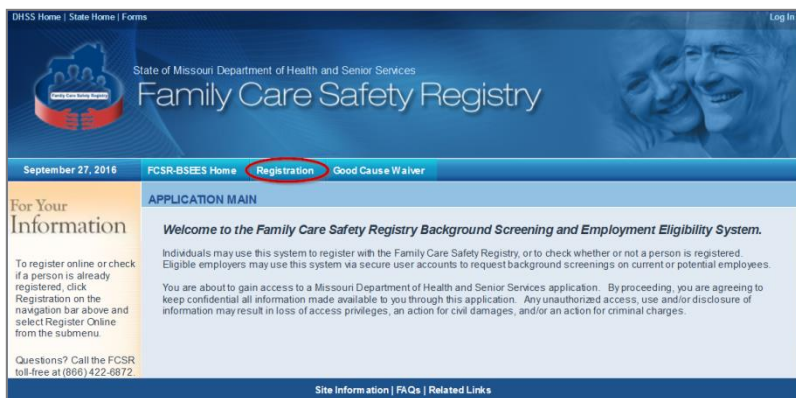 DHSS Home | State Home | Forms
Log In
Family Care Safety Registry
State of Missouri Department of Health and Senior Services
Family Care Safety Registry
September 27, 2016
FCSR-BSEES Home
Registration
Good Cause Waiver
For Your
Information
To register online or check
if a person is already
registered, click
Registration on the
navigation bar above and
select Register Online
from the submenu.
Questions? Call the FCSR
toll-free at (866) 422-6872.
APPLICATION MAIN
Welcome to the Family Care Safety Registry Background Screening and Employment Eligibility System.
Individuals may use this system to register with the Family Care Safety Registry, or to check whether or not a person is registered.
Eligible employers may use this system via secure user accounts to request background screenings on current or potential employees.
You are about to gain access to a Missouri Department of Health and Senior Services application. By proceeding, you are agreeing to
keep confidential all information made available to you through this application. Any unauthorized access, use and/or disclosure of
information may result in loss of access privileges, an action for civil damages, and/or an action for criminal charges.
Site Information | FAQs | Related Links